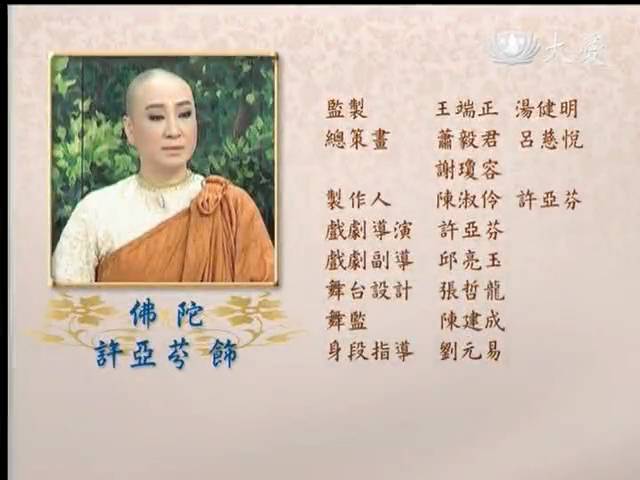 大愛
監製 王端正 湯健明
總策畫 蕭毅君 呂慈悅
謝瓊容
製作人 陳淑伶 許亞芬
戲劇導演 許亞芬
戲劇副導 邱亮玉
舞台設計 張哲龍
舞監 陳建成
身段指導 劉元易
佛陀
許亞芬 飾